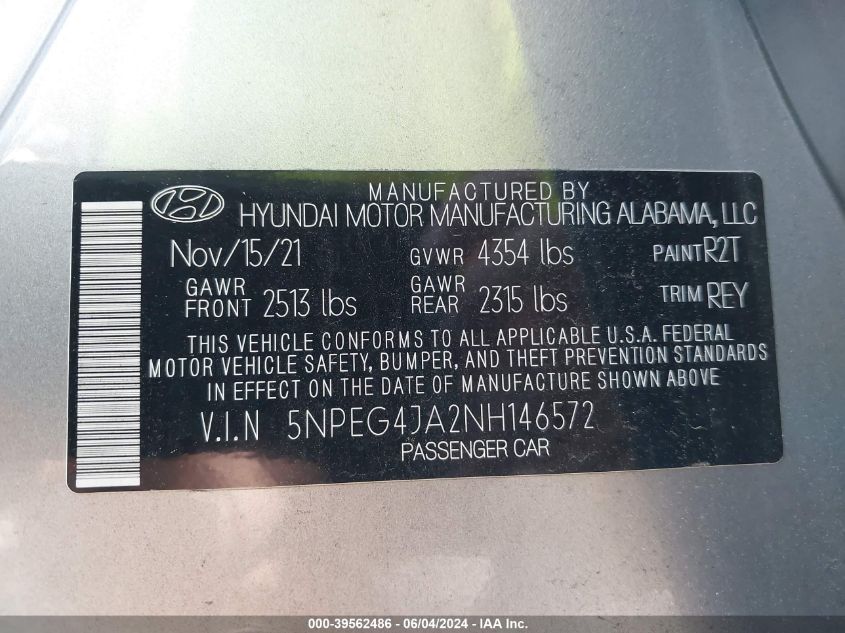 MANUFACTURED BY
HYUNDAI MOTOR MANUFACTURING ALABAMA, LLC
Nov/15/21 GVWR 4354 lbs PAINT R2T
GAWR FRONT 2513 lbs GAWR REAR 2315 lbs TRIM REY
THIS VEHICLE CONFORMS TO ALL APPLICABLE U.S.A. FEDERAL
MOTOR VEHICLE SAFETY, BUMPER, AND THEFT PREVENTION STANDARDS
IN EFFECT ON THE DATE OF MANUFACTURE SHOWN ABOVE
V.I.N 5NPEG4JA2NH146572
PASSENGER CAR
000-39562486 - 06/04/2024 - IAA Inc.